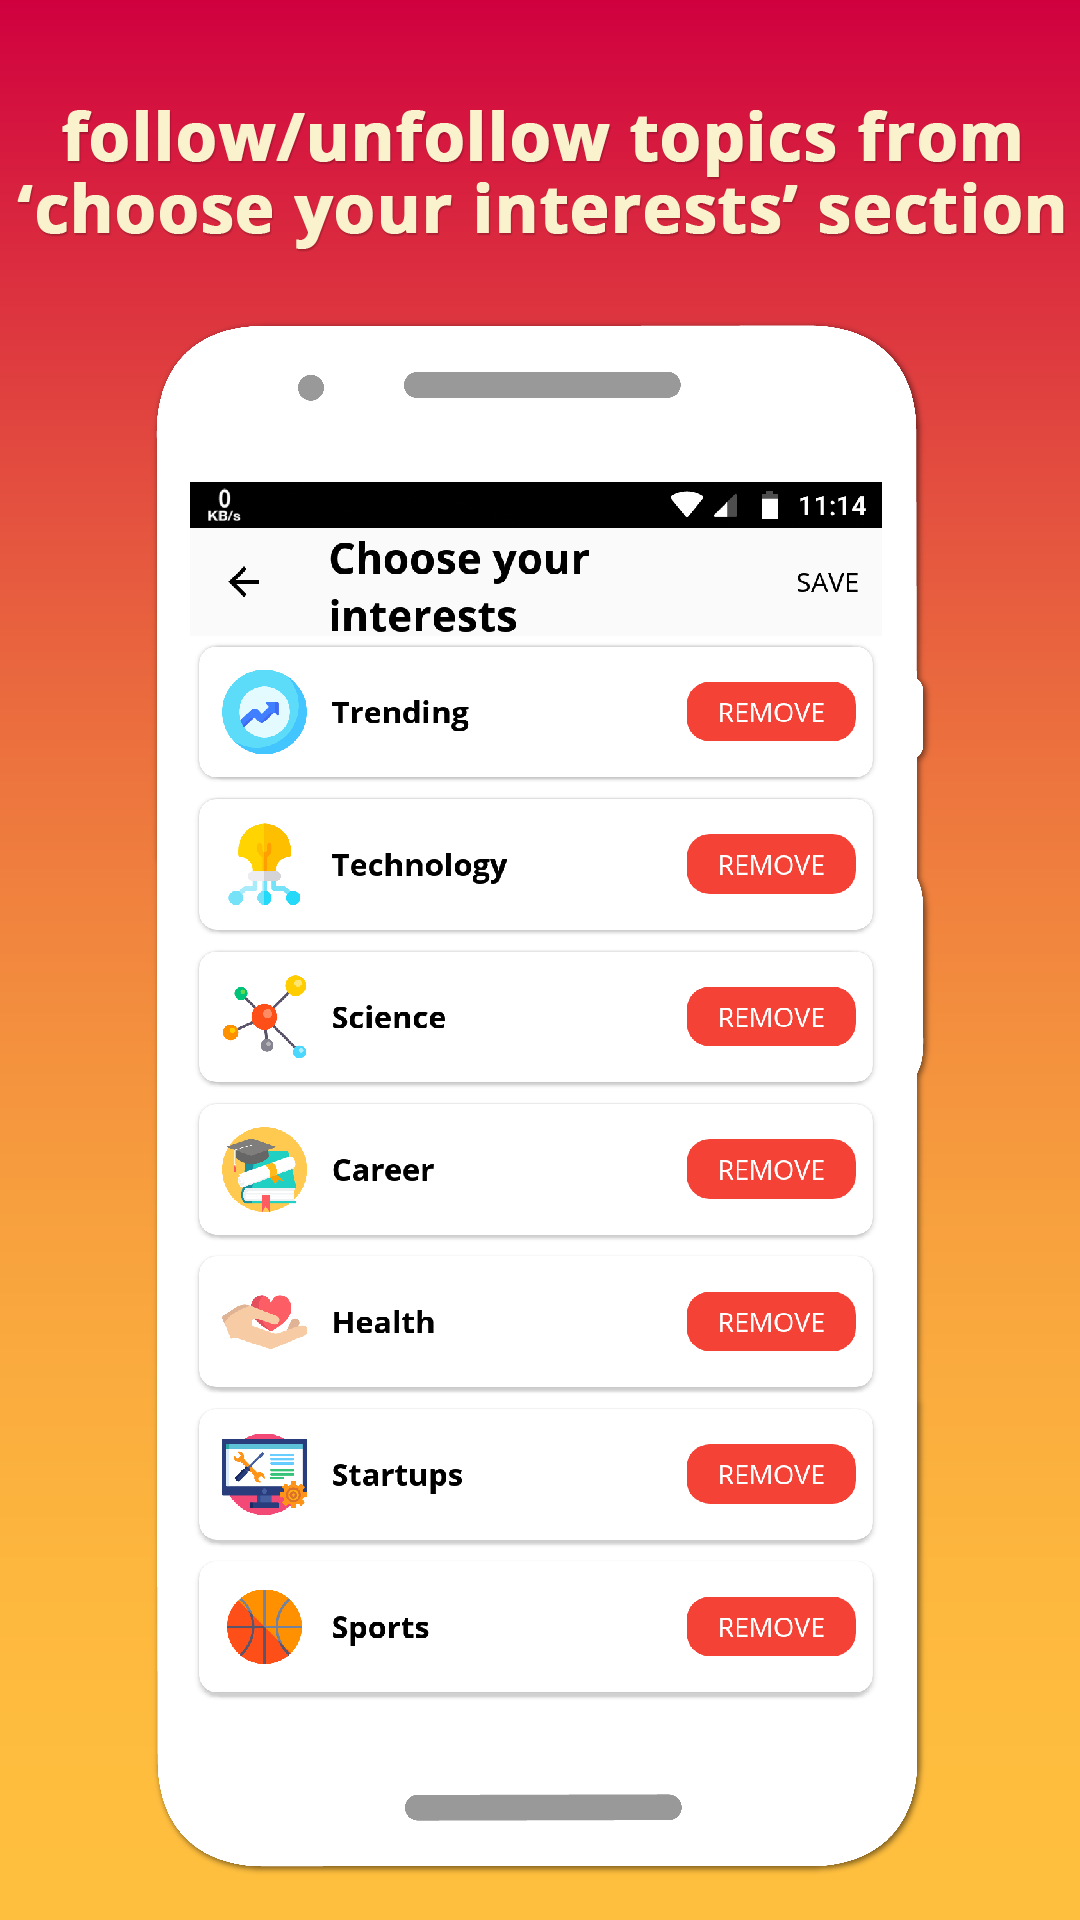 follow/unfollow topics from
‘choose your interests’ section
0
KB/s
11:14
Choose your
interests
SAVE
Trending
REMOVE
Technology
REMOVE
Science
REMOVE
Career
REMOVE
Health
REMOVE
Startups
REMOVE
Sports
REMOVE